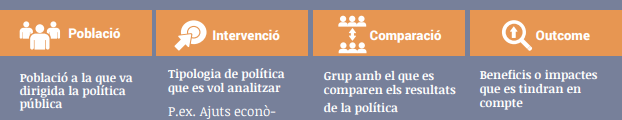 Població
Població a la que va
dirigida la política
pública
Intervenció
Tipologia de política
que es vol analitzar
P.ex. Ajuts econò-
Comparació
Grup amb el que es
comparen els resultats
de la política
Outcome
Beneficis o impactes
que es tindran en
compte